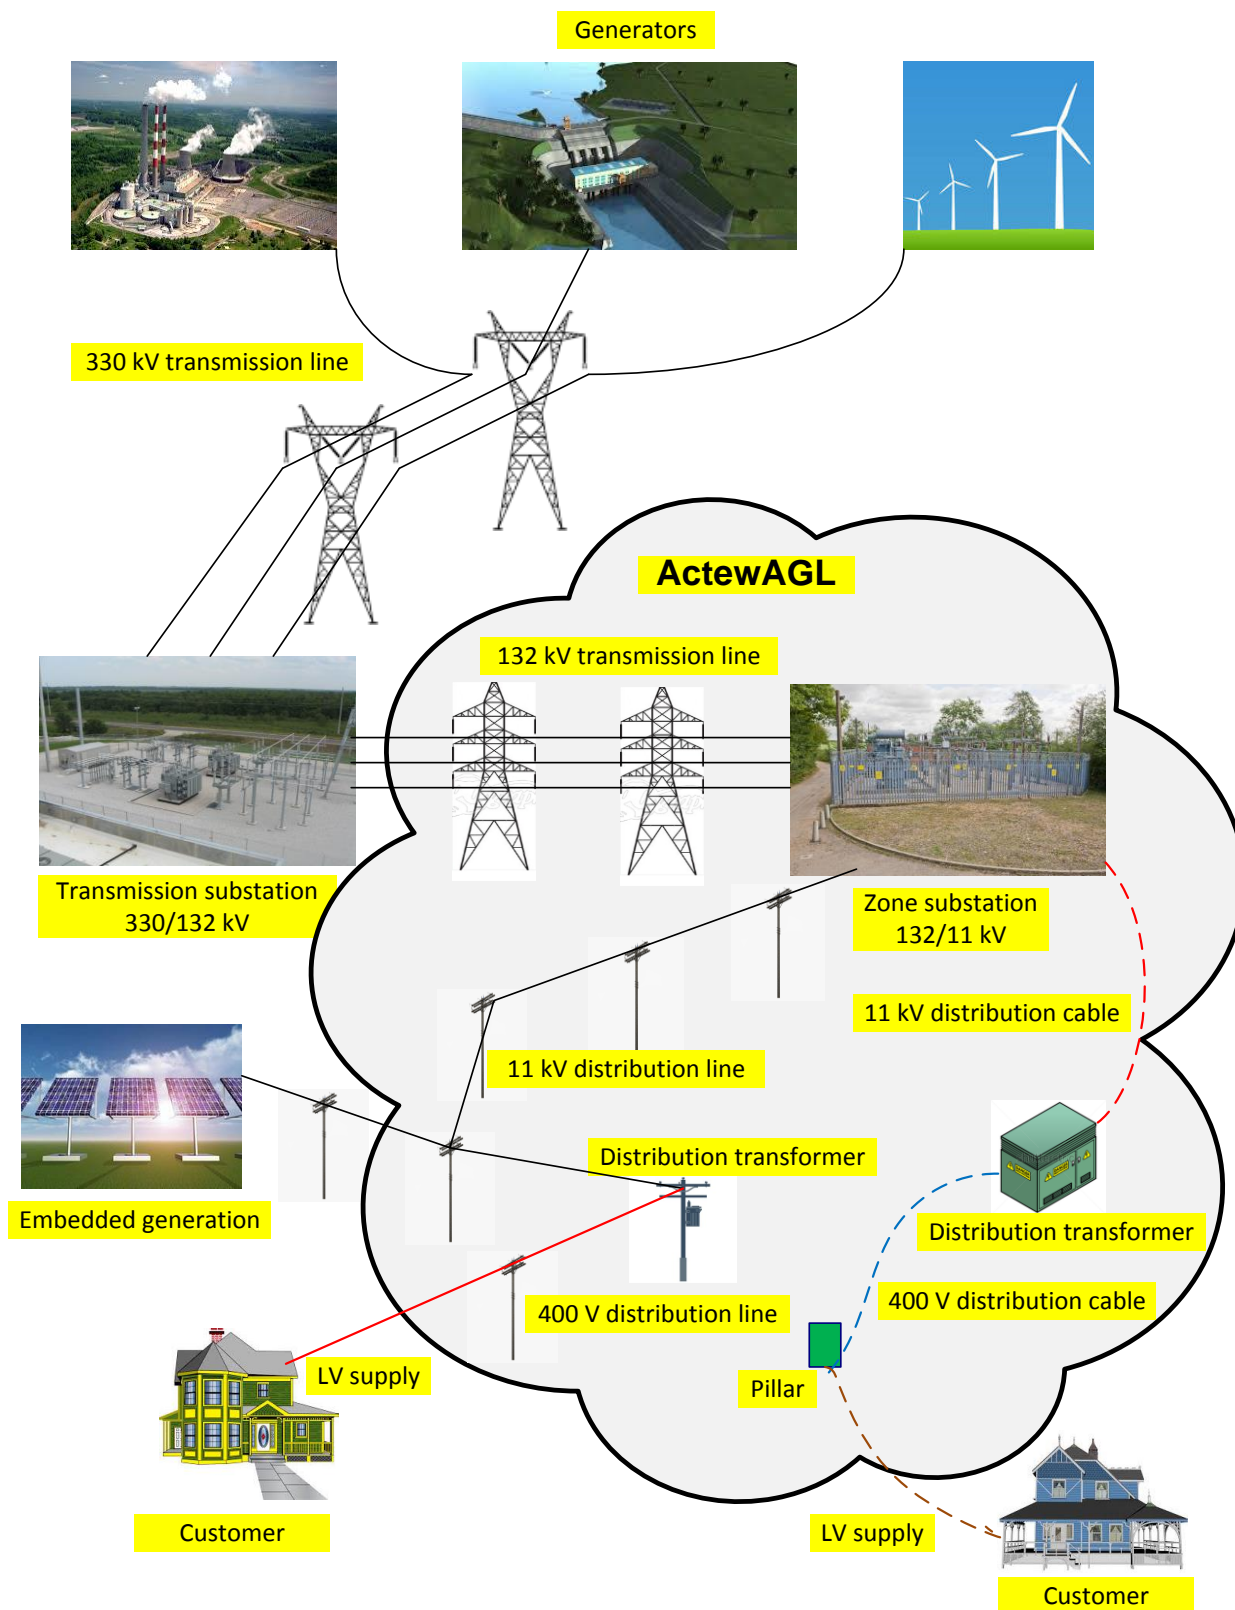 Generators
330 kV transmission line
ActewAGL
132 kV transmission line
Transmission substation
330/132 kV
Zone substation
132/11 kV
11 kV distribution cable
11 kV distribution line
Distribution transformer
Embedded generation
Distribution transformer
400 V distribution cable
400 V distribution line
LV supply
Pillar
Customer
LV supply
Customer